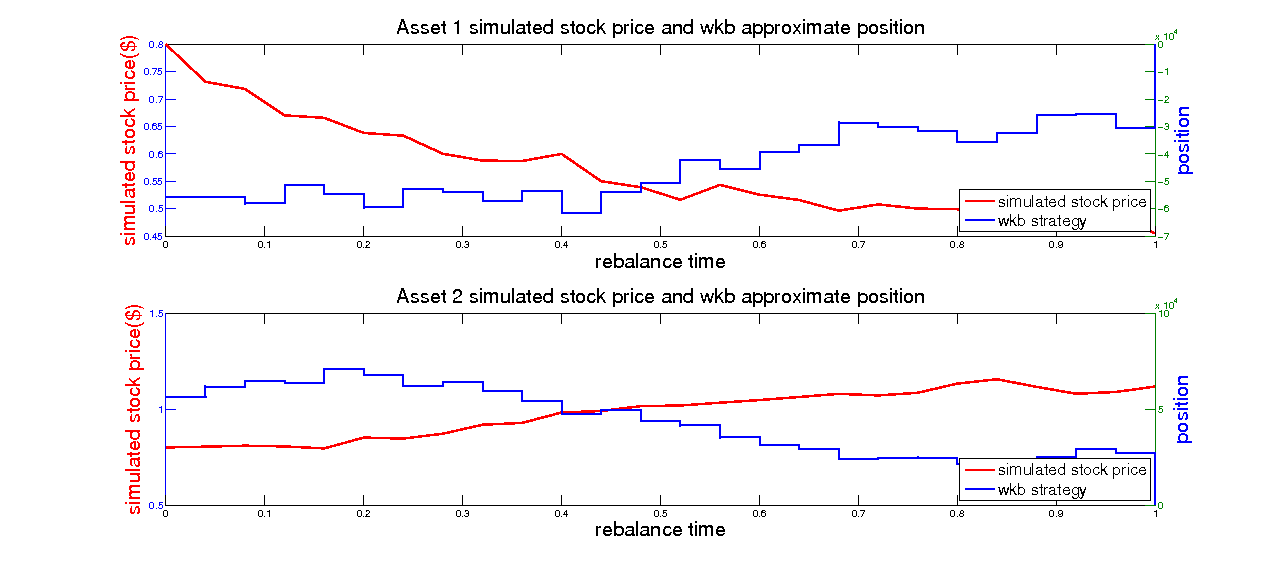 Asset 1 simulated stock price and wkb approximate position
simulated stock price($)
0.8
0.75
0.7
0.65
0.6
0.55
0.5
0.45
x 10^4
0
-1
-2
-3
-4
-5
-6
-7
position
simulated stock price
wkb strategy
0 0.1 0.2 0.3 0.4 0.5 0.6 0.7 0.8 0.9 1
rebalance time
Asset 2 simulated stock price and wkb approximate position
simulated stock price($)
1.5
1
0.5
x 10^4
10
5
0
position
simulated stock price
wkb strategy
0 0.1 0.2 0.3 0.4 0.5 0.6 0.7 0.8 0.9 1
rebalance time